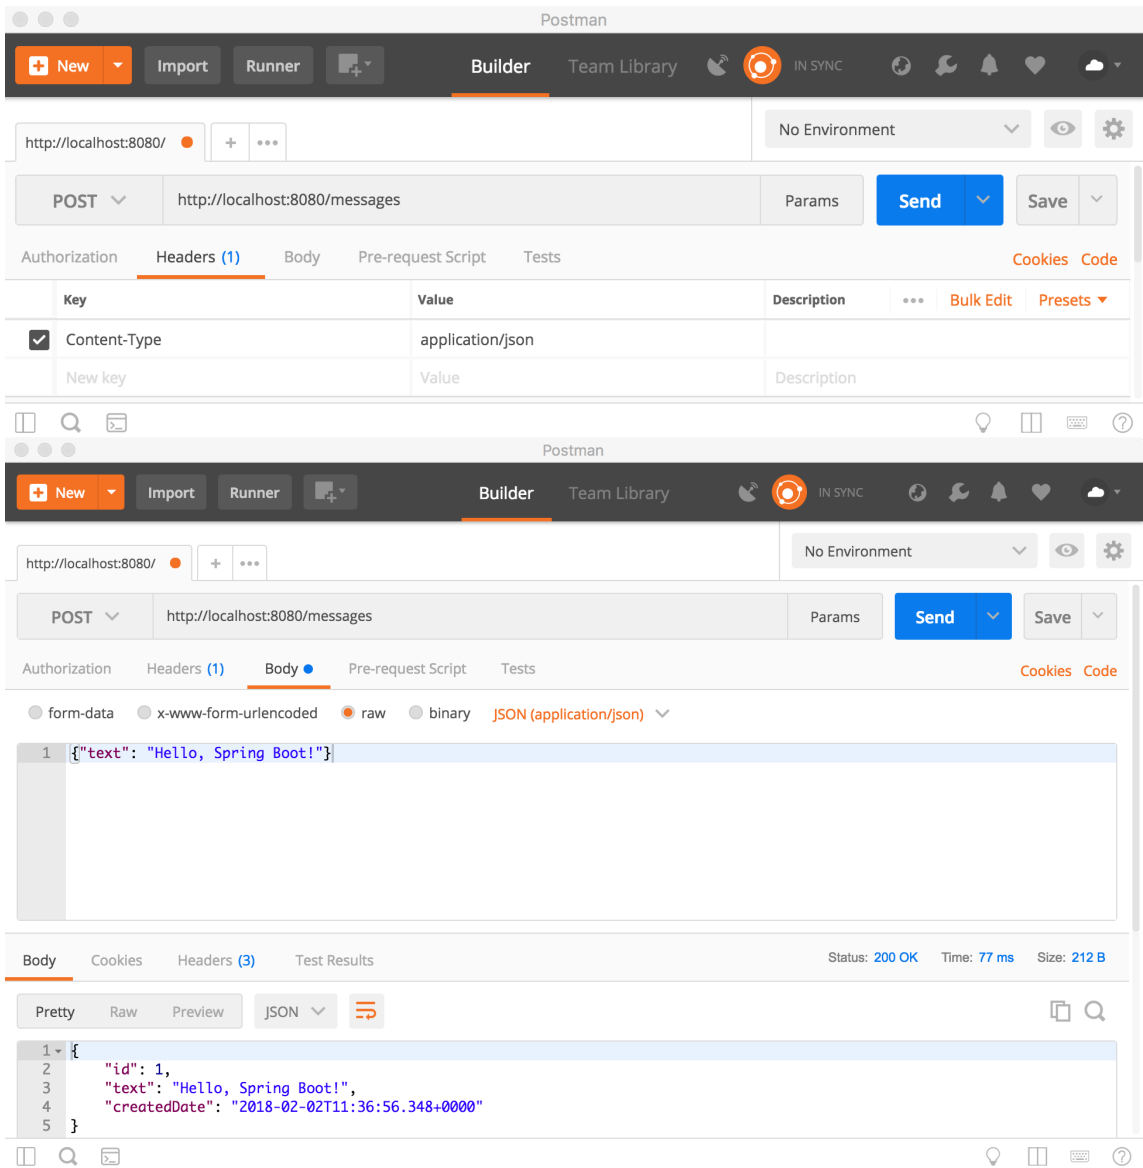 Postman
New Import Runner Builder Team Library IN SYNC
http://localhost:8080/ + No Environment
POST http://localhost:8080/messages Params Send Save
Authorization Headers (1) Body Pre-request Script Tests Cookies Code
Key Value Description Bulk Edit Presets
Content-Type application/json
New key Value Description
Postman
New Import Runner Builder Team Library IN SYNC
http://localhost:8080/ + No Environment
POST http://localhost:8080/messages Params Send Save
Authorization Headers (1) Body Pre-request Script Tests Cookies Code
form-data x-www-form-urlencoded raw binary JSON (application/json)
1 {"text": "Hello, Spring Boot!"}
Body Cookies Headers (3) Test Results Status: 200 OK Time: 77 ms Size: 212 B
Pretty Raw Preview JSON
1 {
2 "id": 1,
3 "text": "Hello, Spring Boot!",
4 "createdDate": "2018-02-02T11:36:56.348+0000"
5 }